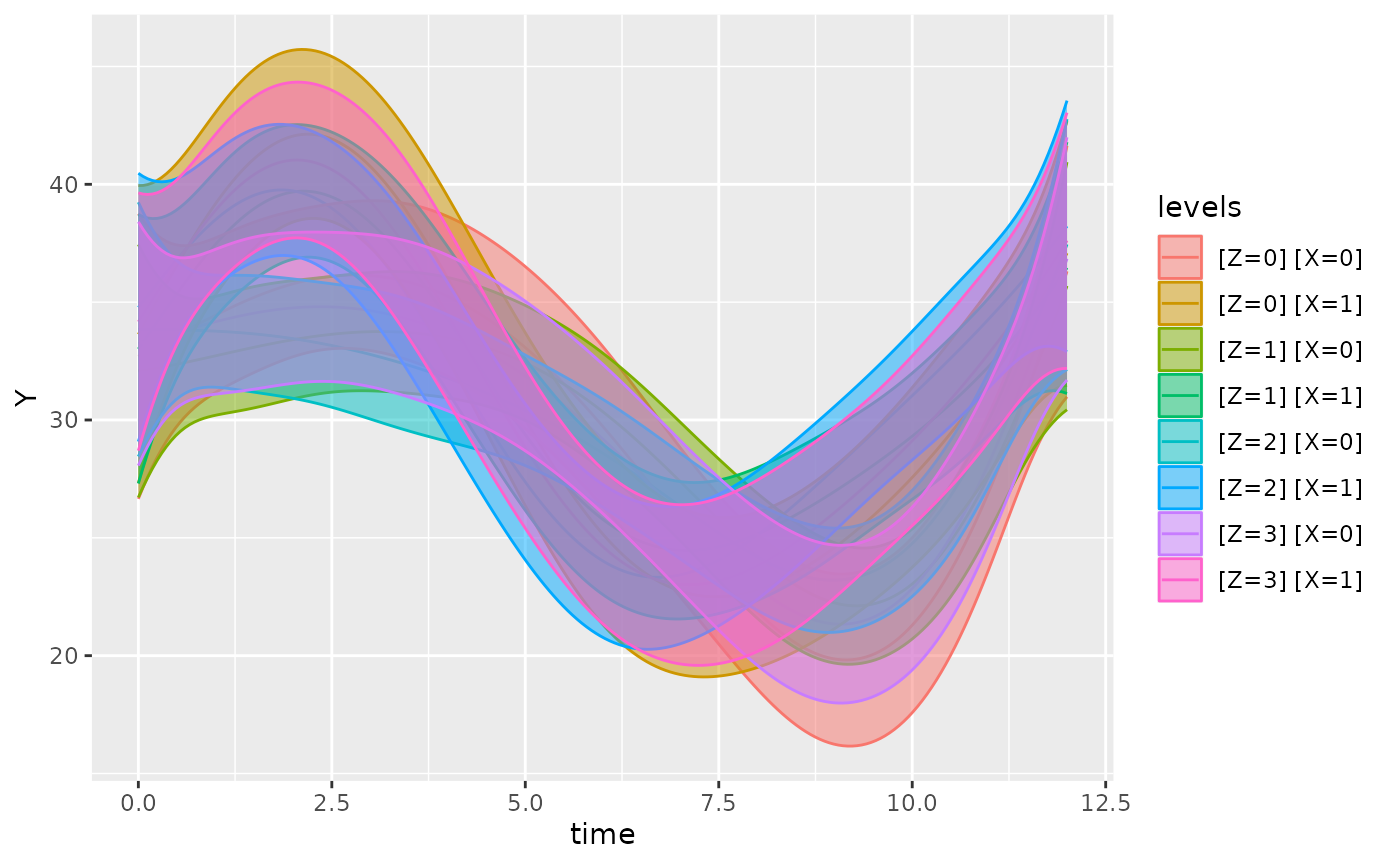 Y
40
30
20
0.0 2.5 5.0 7.5 10.0 12.5
time
levels
[Z=0] [X=0]
[Z=0] [X=1]
[Z=1] [X=0]
[Z=1] [X=1]
[Z=2] [X=0]
[Z=2] [X=1]
[Z=3] [X=0]
[Z=3] [X=1]